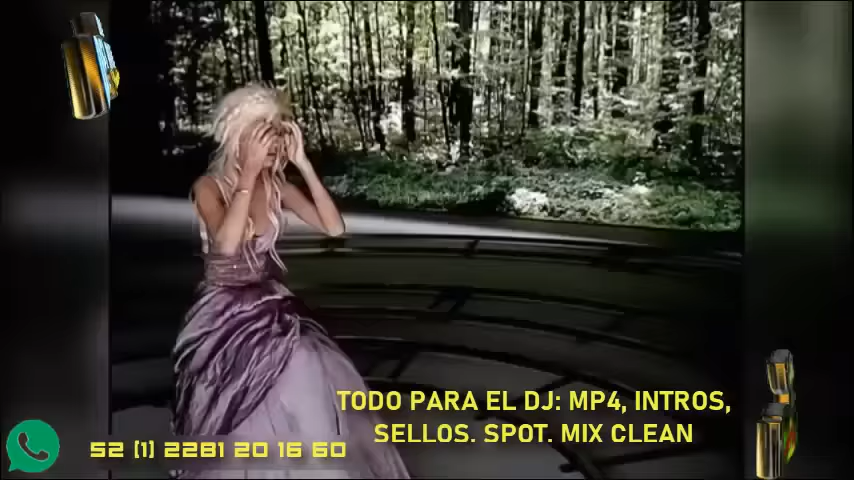 TODO PARA EL DJ: MP4, INTROS,
SELLOS. SPOT. MIX CLEAN
52 (1) 2281 20 16 60